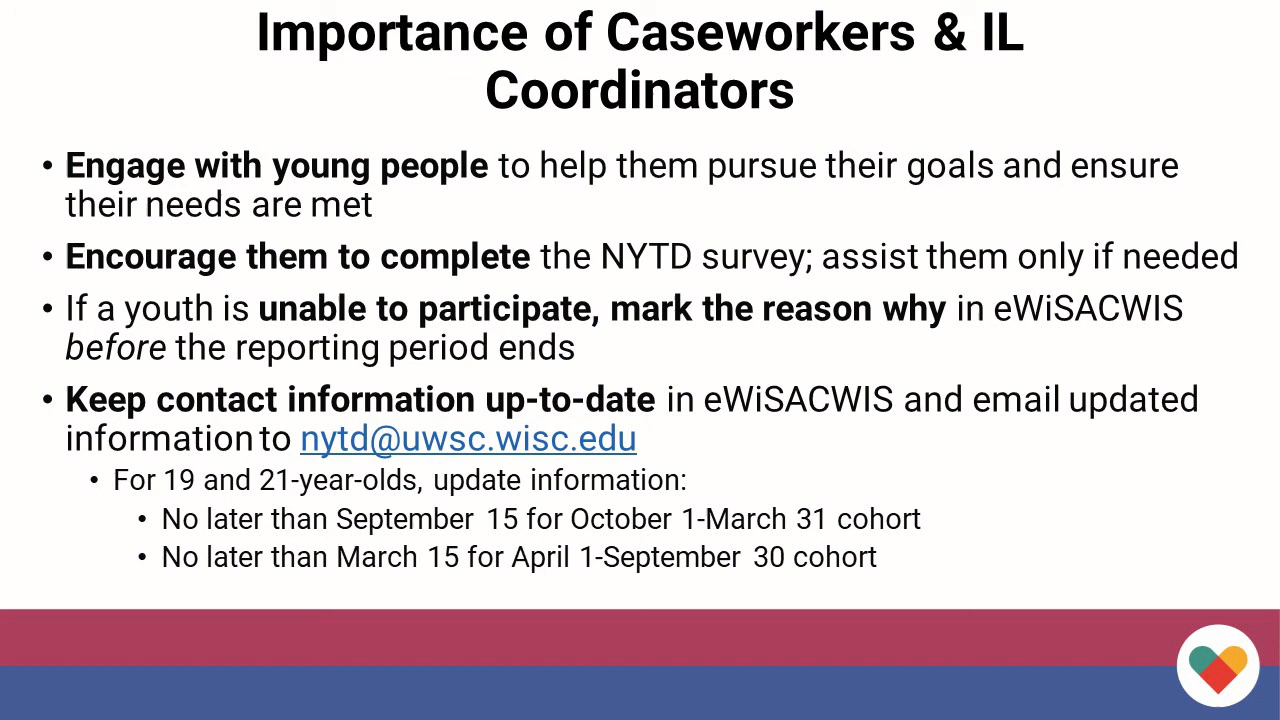 Importance of Caseworkers & IL
Coordinators
• Engage with young people to help them pursue their goals and ensure
their needs are met
• Encourage them to complete the NYTD survey; assist them only if needed
• If a youth is unable to participate, mark the reason why in eWiSACWIS
before the reporting period ends
• Keep contact information up-to-date in eWiSACWIS and email updated
information to nytd@uwsc.wisc.edu
• For 19 and 21-year-olds, update information:
• No later than September 15 for October 1-March 31 cohort
• No later than March 15 for April 1-September 30 cohort